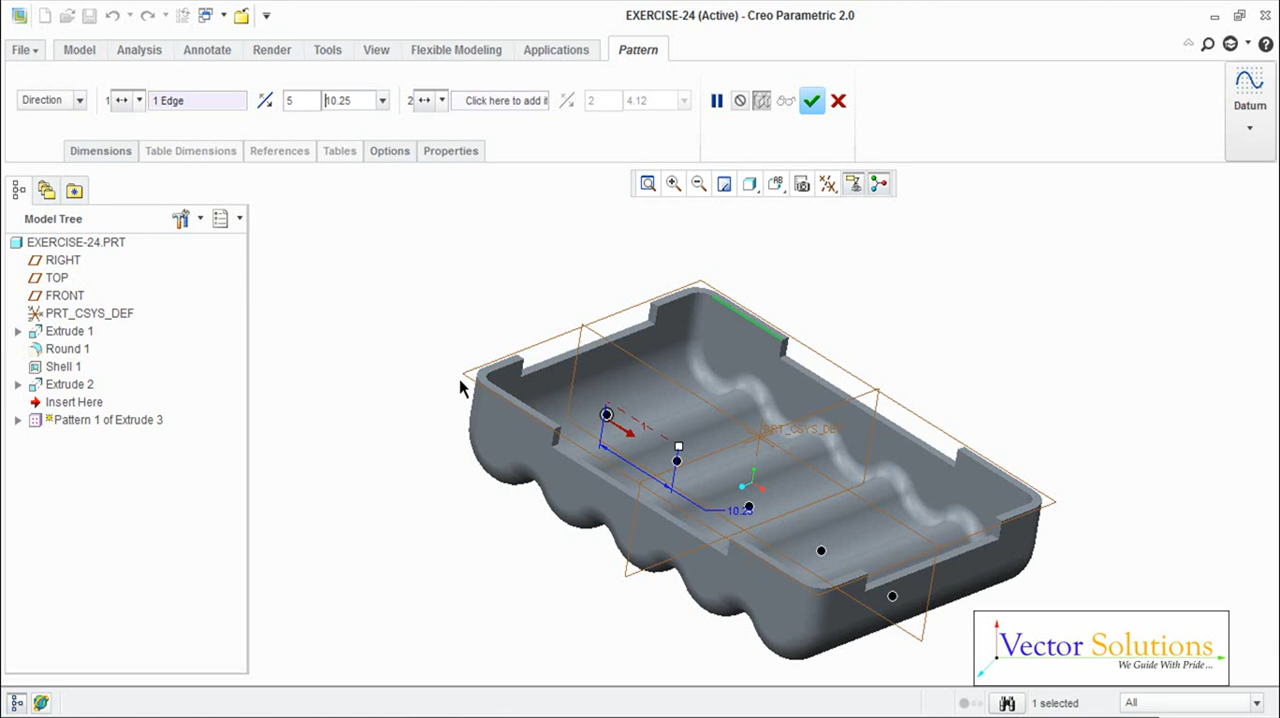 EXERCISE-24 (Active) - Creo Parametric 2.0
File Model Analysis Annotate Render Tools View Flexible Modeling Applications Pattern
Direction 1 1 Edge 5 10.25 2 Click here to add it 2 4.12
Datum
Dimensions Table Dimensions References Tables Options Properties
Model Tree
EXERCISE-24.PRT
RIGHT
TOP
FRONT
PRT_CSYS_DEF
Extrude 1
Round 1
Shell 1
Extrude 2
Insert Here
Pattern 1 of Extrude 3
1
PRT_CSYS_DEF
10.25
Vector Solutions
We Guide With Pride...
1 selected All